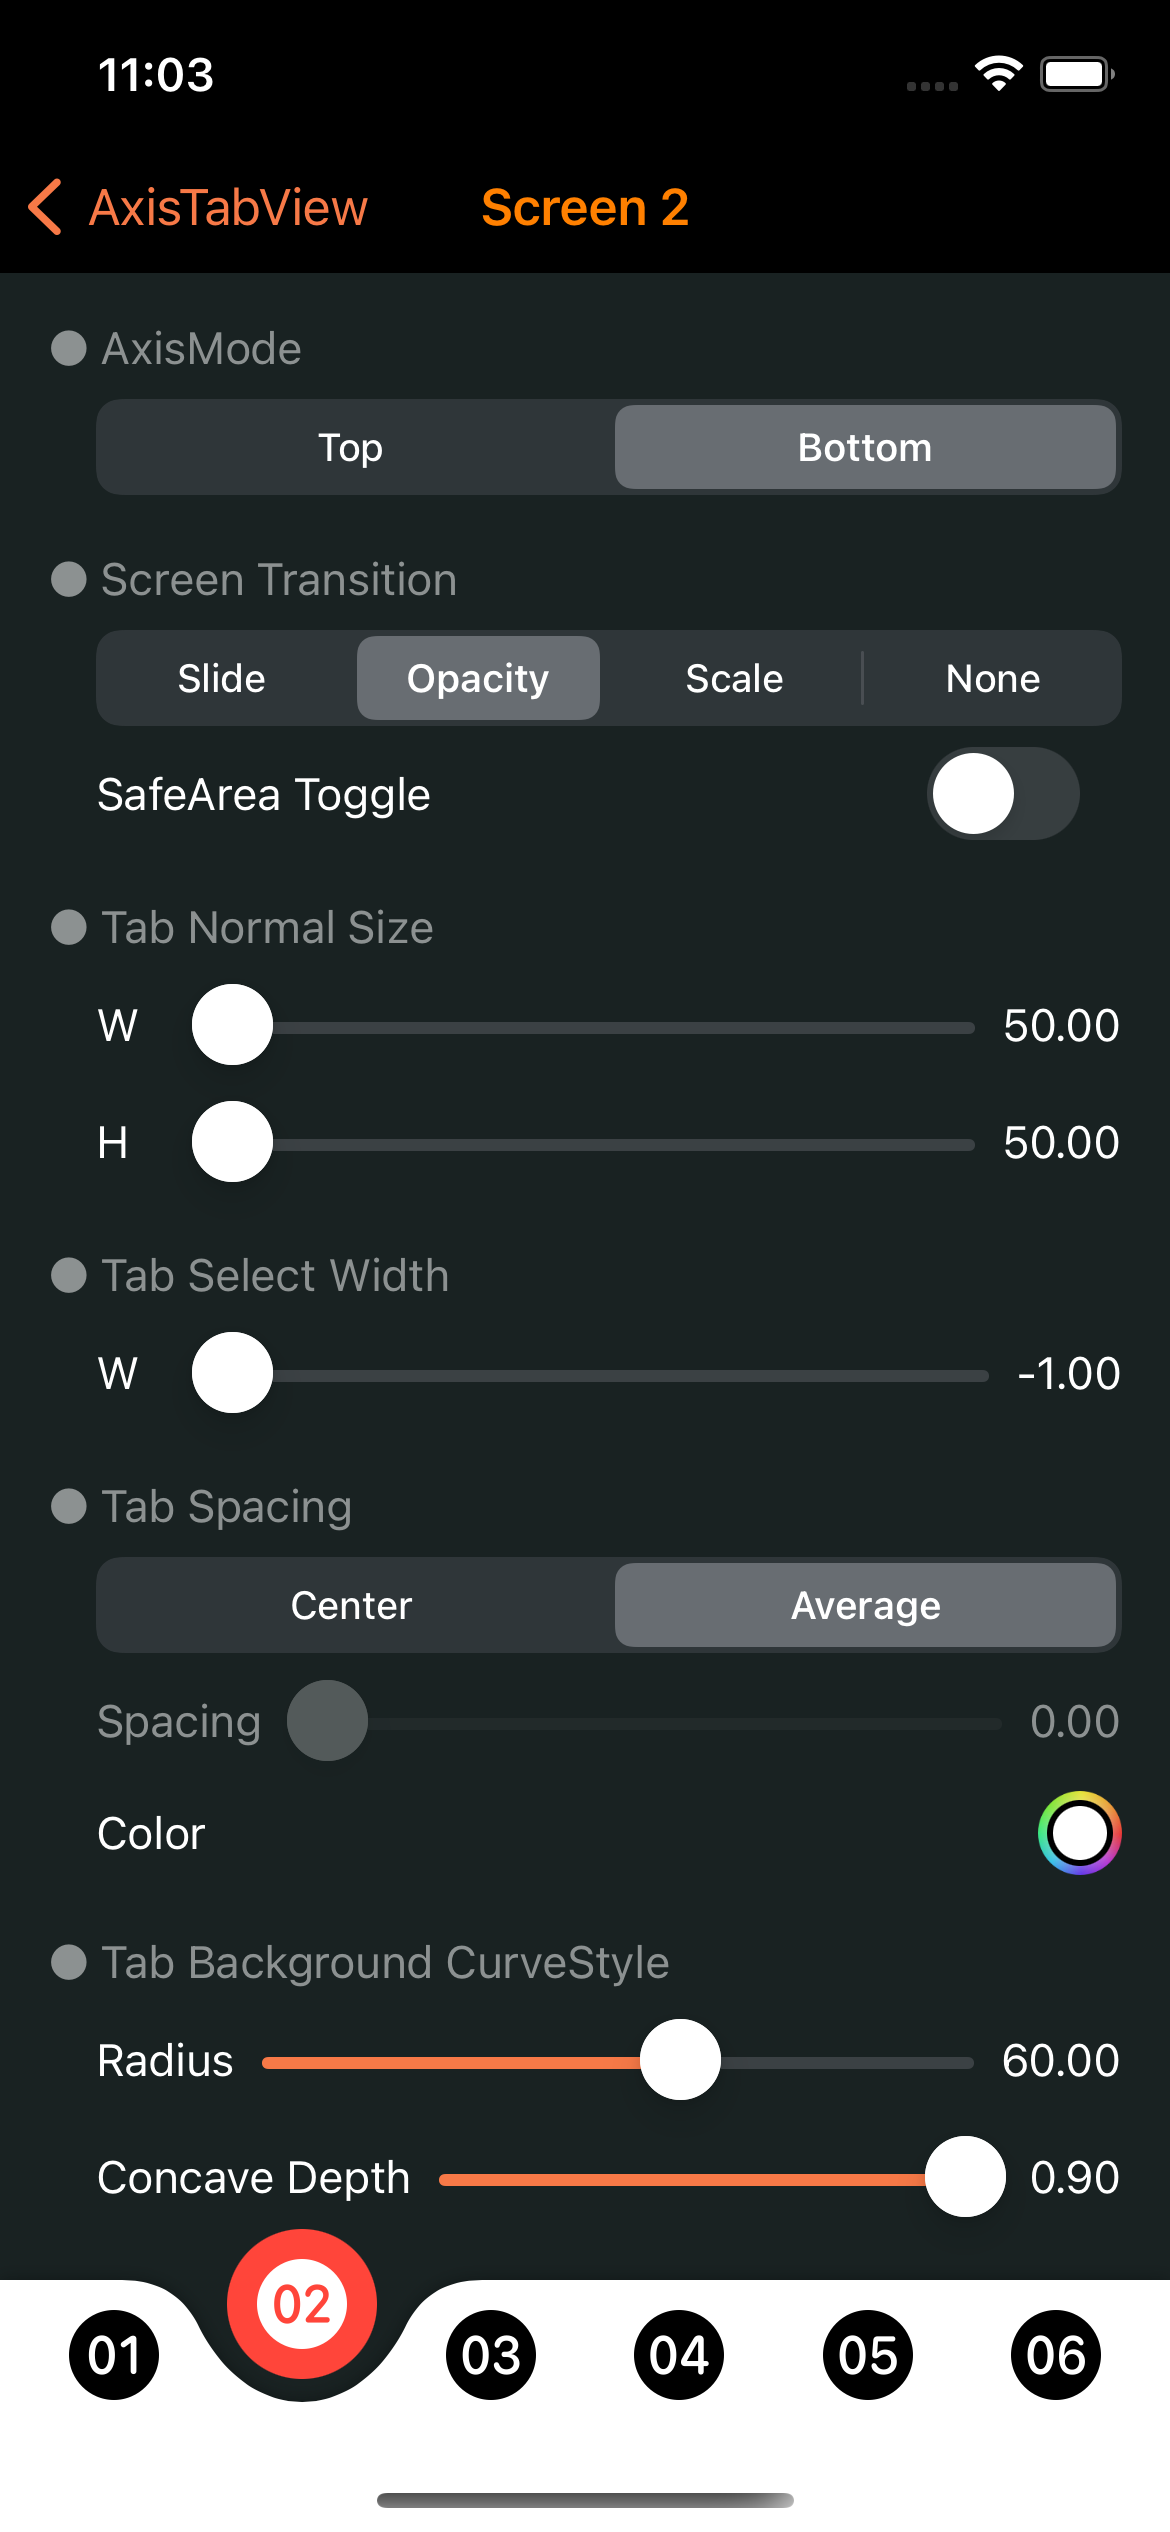 11:03
AxisTabView
Screen 2
AxisMode
Top Bottom
Screen Transition
Slide Opacity Scale None
SafeArea Toggle
Tab Normal Size
W 50.00
H 50.00
Tab Select Width
W -1.00
Tab Spacing
Center Average
Spacing 0.00
Color
Tab Background CurveStyle
Radius 60.00
Concave Depth 0.90
01 02 03 04 05 06